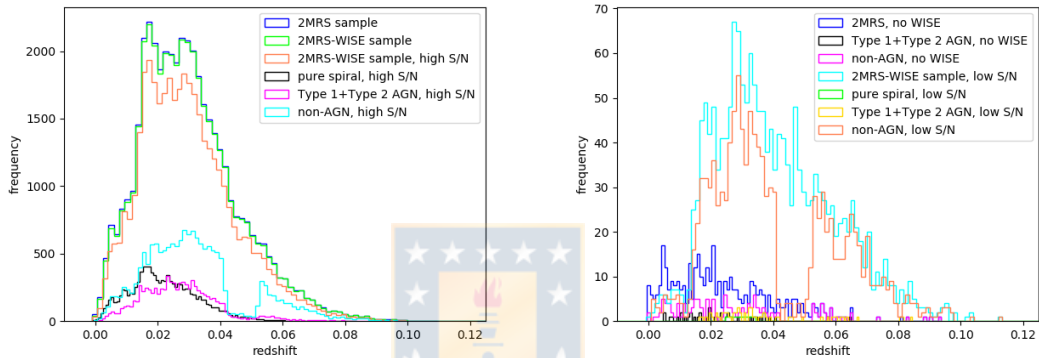 2MRS sample
2MRS-WISE sample
2MRS-WISE sample, high S/N
pure spiral, high S/N
Type 1+Type 2 AGN, high S/N
non-AGN, high S/N
frequency
2000
1500
1000
500
0
0.00 0.02 0.04 0.06 0.08 0.10 0.12
redshift
2MRS, no WISE
Type 1+Type 2 AGN, no WISE
non-AGN, no WISE
2MRS-WISE sample, low S/N
pure spiral, low S/N
Type 1+Type 2 AGN, low S/N
non-AGN, low S/N
frequency
70
60
50
40
30
20
10
0
0.00 0.02 0.04 0.06 0.08 0.10 0.12
redshift